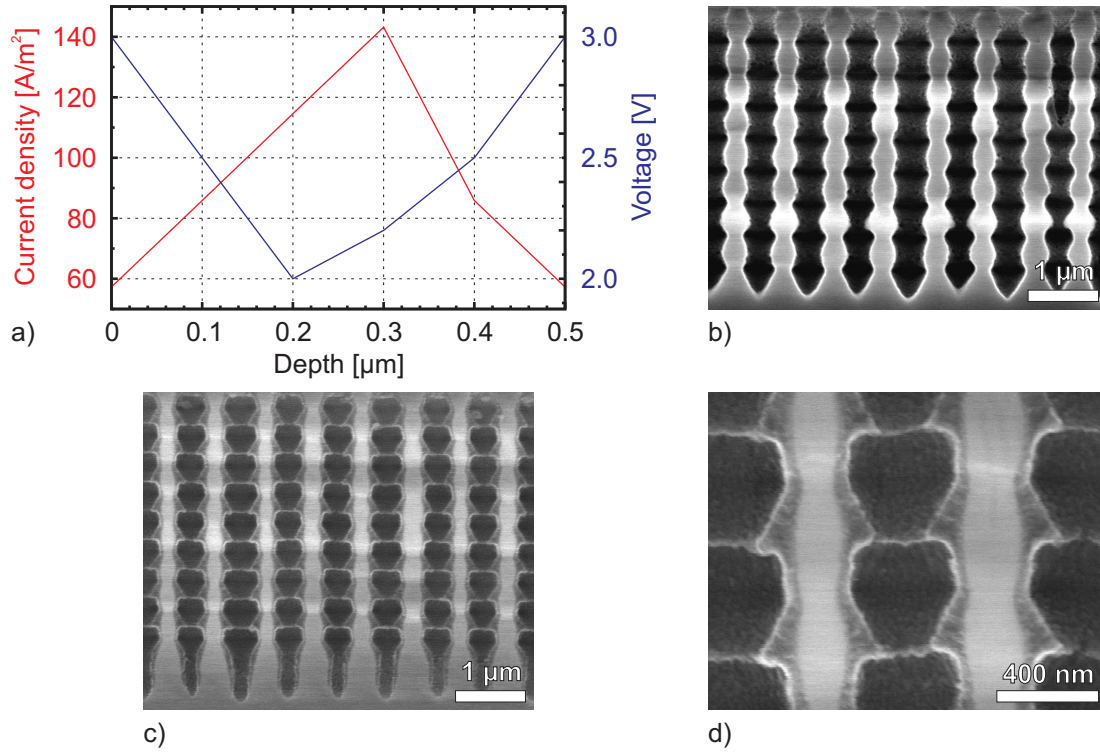 Current density [A/m²]
140
120
100
80
60
3.0
2.5
2.0
Voltage [V]
0
0.1
0.2
0.3
0.4
0.5
Depth [µm]
a)
1 µm
b)
1 µm
c)
400 nm
d)